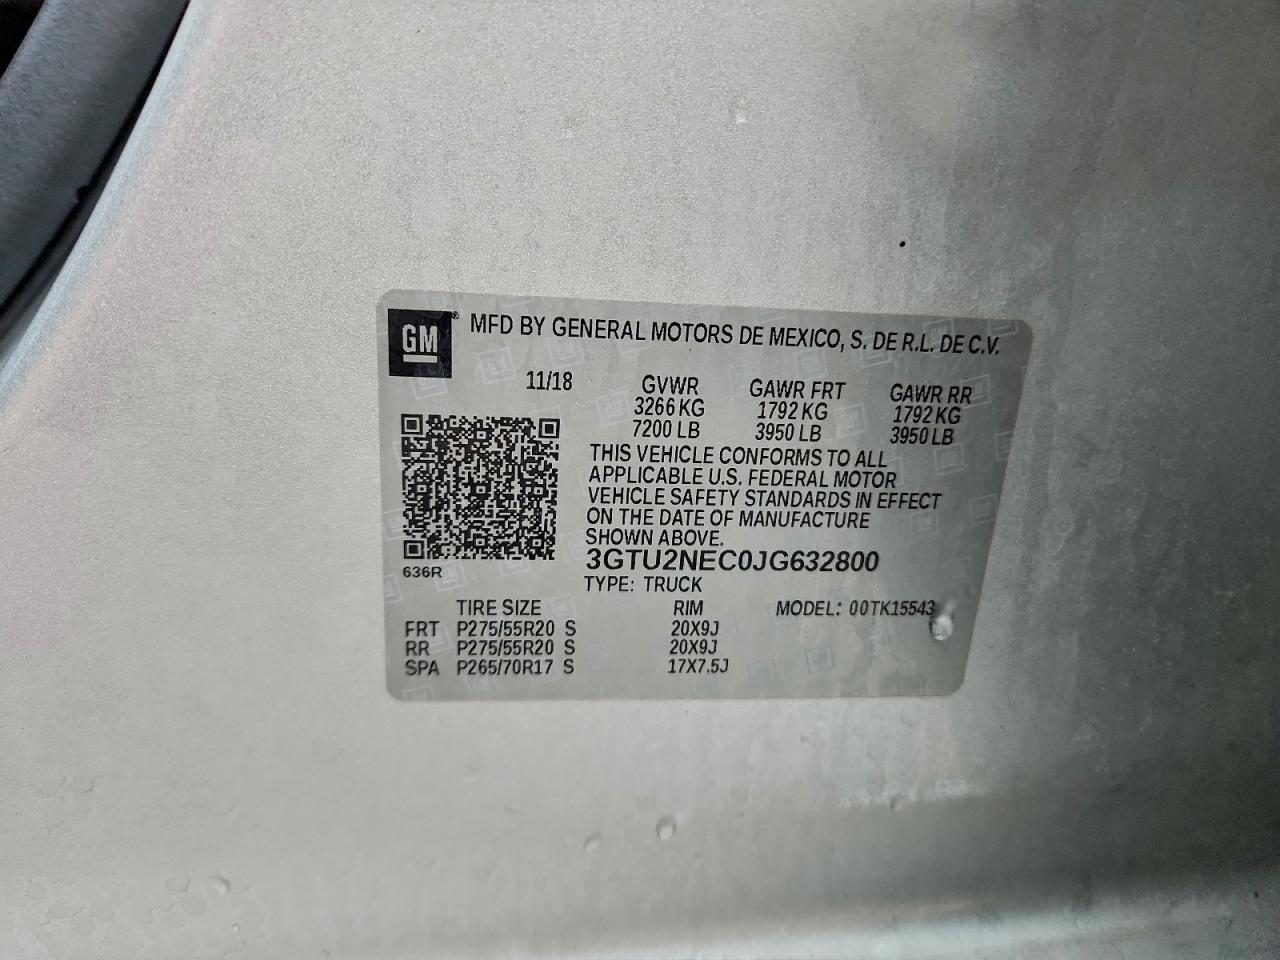 GM® MFD BY GENERAL MOTORS DE MEXICO, S. DE R.L. DE C.V.
11/18 GVWR GAWR FRT GAWR RR
3266 KG 1792 KG 1792 KG
7200 LB 3950 LB 3950 LB
THIS VEHICLE CONFORMS TO ALL
APPLICABLE U.S. FEDERAL MOTOR
VEHICLE SAFETY STANDARDS IN EFFECT
ON THE DATE OF MANUFACTURE
SHOWN ABOVE.
3GTU2NEC0JG632800
636R
TYPE: TRUCK
TIRE SIZE RIM MODEL: 00TK15543
FRT P275/55R20 S 20X9J
RR P275/55R20 S 20X9J
SPA P265/70R17 S 17X7.5J